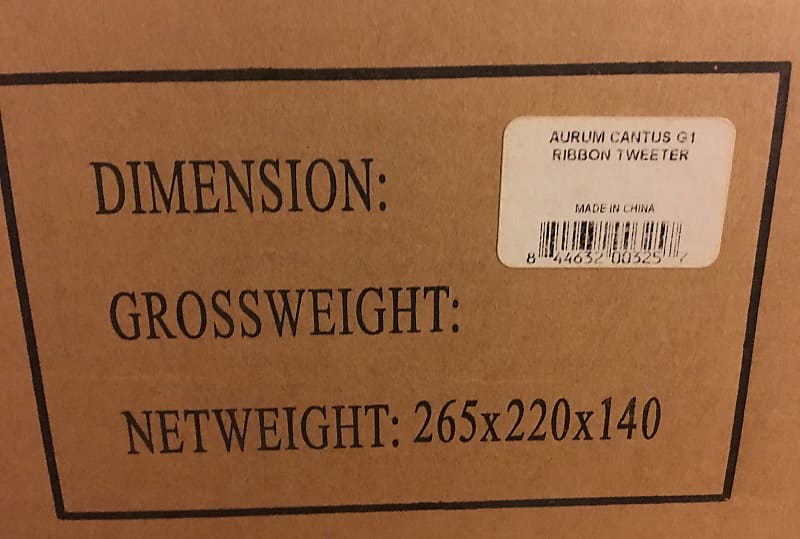 AURUM CANTUS G1
RIBBON TWEETER
MADE IN CHINA
8 44632 00325 7
DIMENSION:
GROSSWEIGHT:
NETWEIGHT: 265x220x140